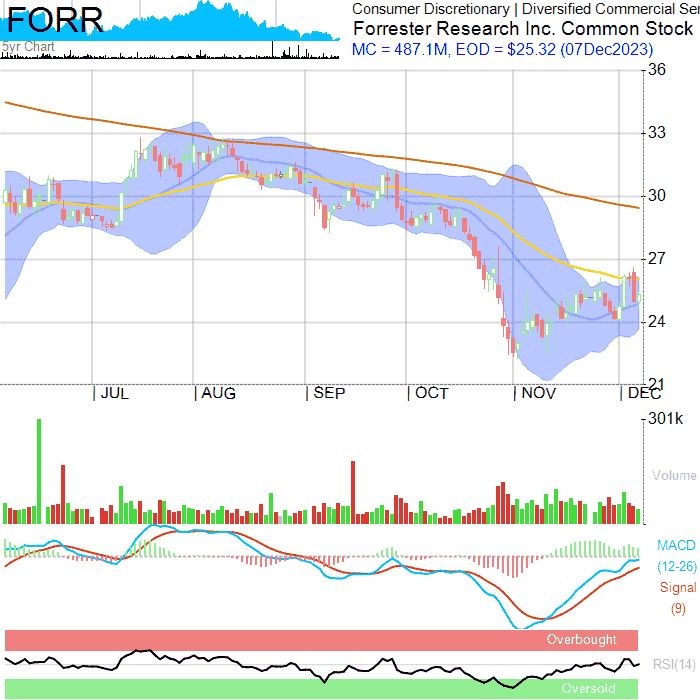 FORR
5yr Chart
Consumer Discretionary | Diversified Commercial Ser
Forrester Research Inc. Common Stock
MC = 487.1M, EOD = $25.32 (07Dec2023)
36
33
30
27
24
21
JUL AUG SEP OCT NOV DEC
301k
Volume
MACD
(12-26)
Signal
(9)
Overbought
RSI(14)
Oversold